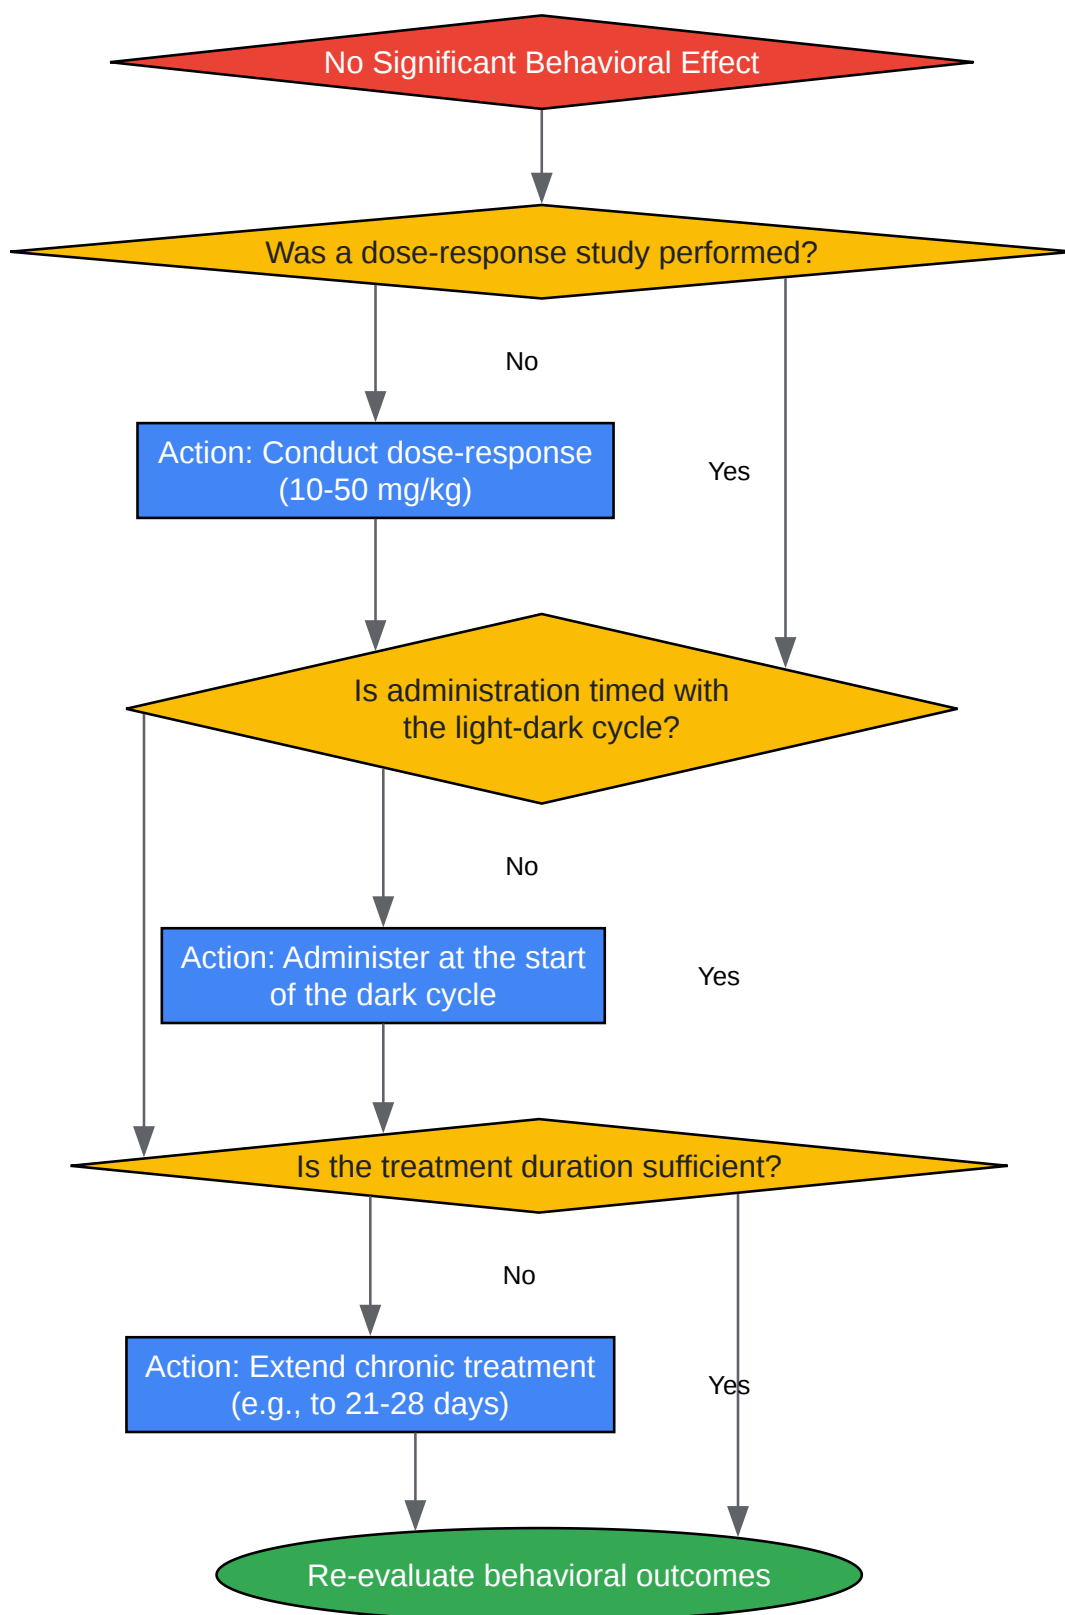 No Significant Behavioral Effect
Was a dose-response study performed?
No
Action: Conduct dose-response
(10-50 mg/kg)
Yes
Is administration timed with
the light-dark cycle?
No
Action: Administer at the start
of the dark cycle
Yes
Is the treatment duration sufficient?
No
Action: Extend chronic treatment
(e.g., to 21-28 days)
Yes
Re-evaluate behavioral outcomes